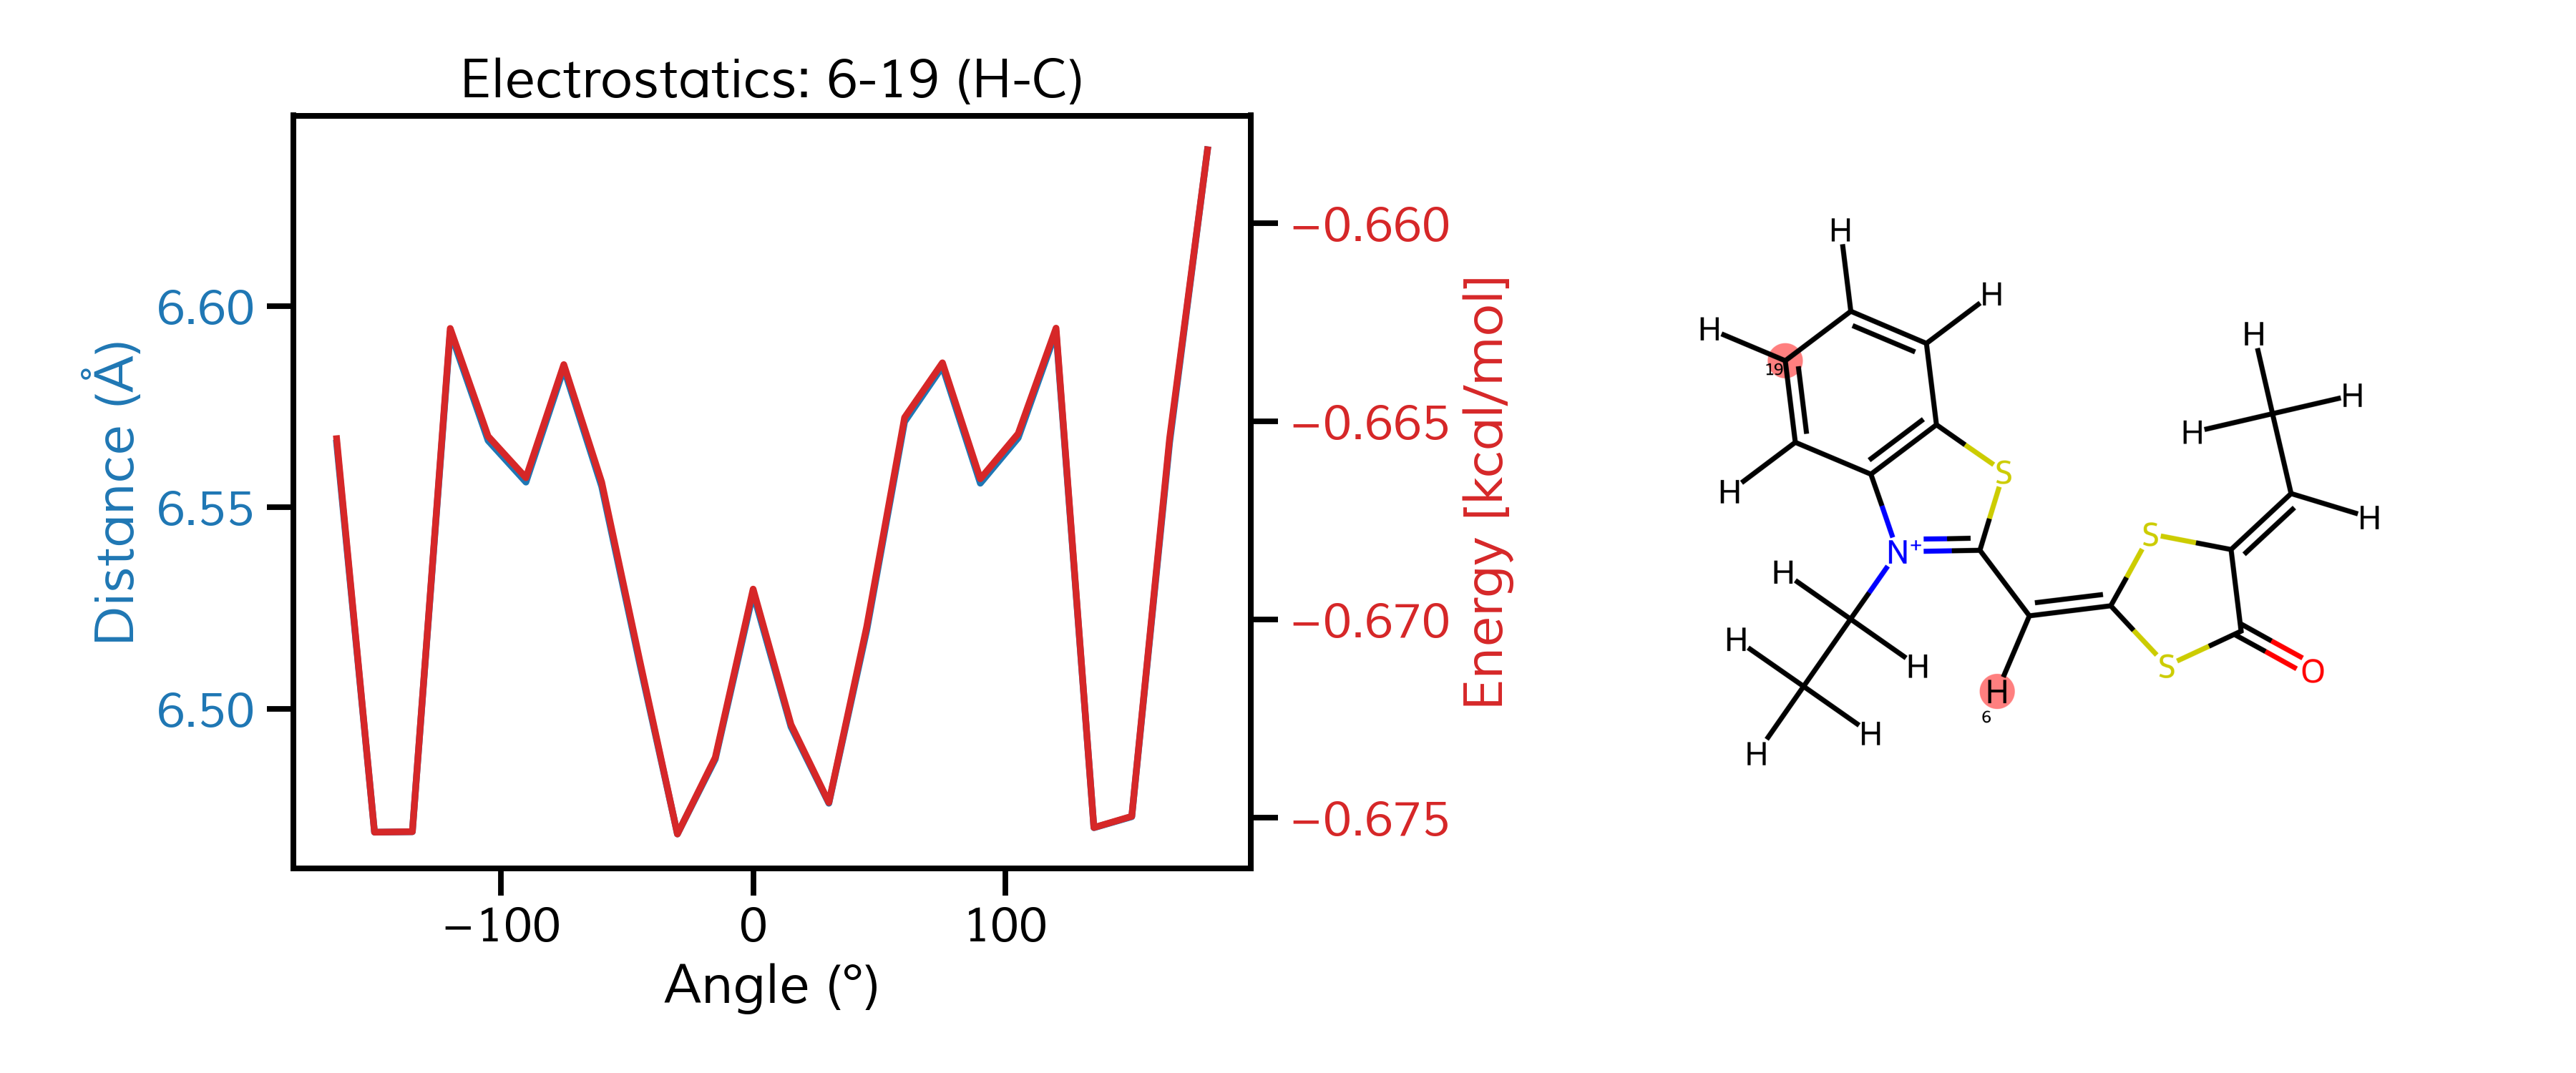 Electrostatics: 6-19 (H-C)
Distance (Å)
6.60
6.55
6.50
−0.660
−0.665
−0.670
−0.675
Energy [kcal/mol]
−100
0
100
Angle (°)
H
H
H
19
H
S
N⁺
H
H
H
H
H
H
6
S
S
O
H
H
H
H